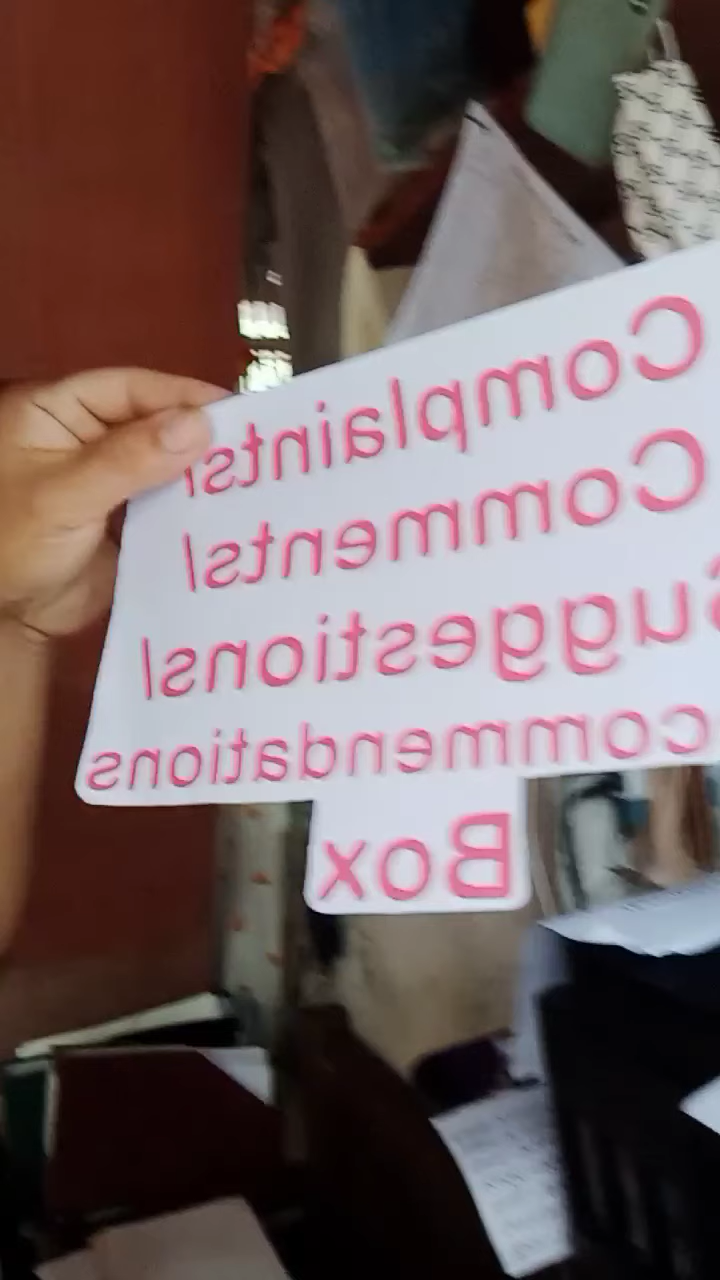 Complaints/
Comments/
Suggestions/
commendations
Box